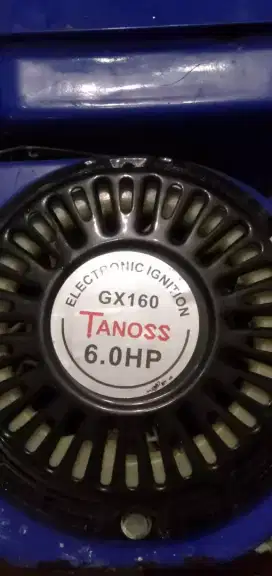 ELECTRONIC IGNITION
GX160
TANOSS
6.0HP